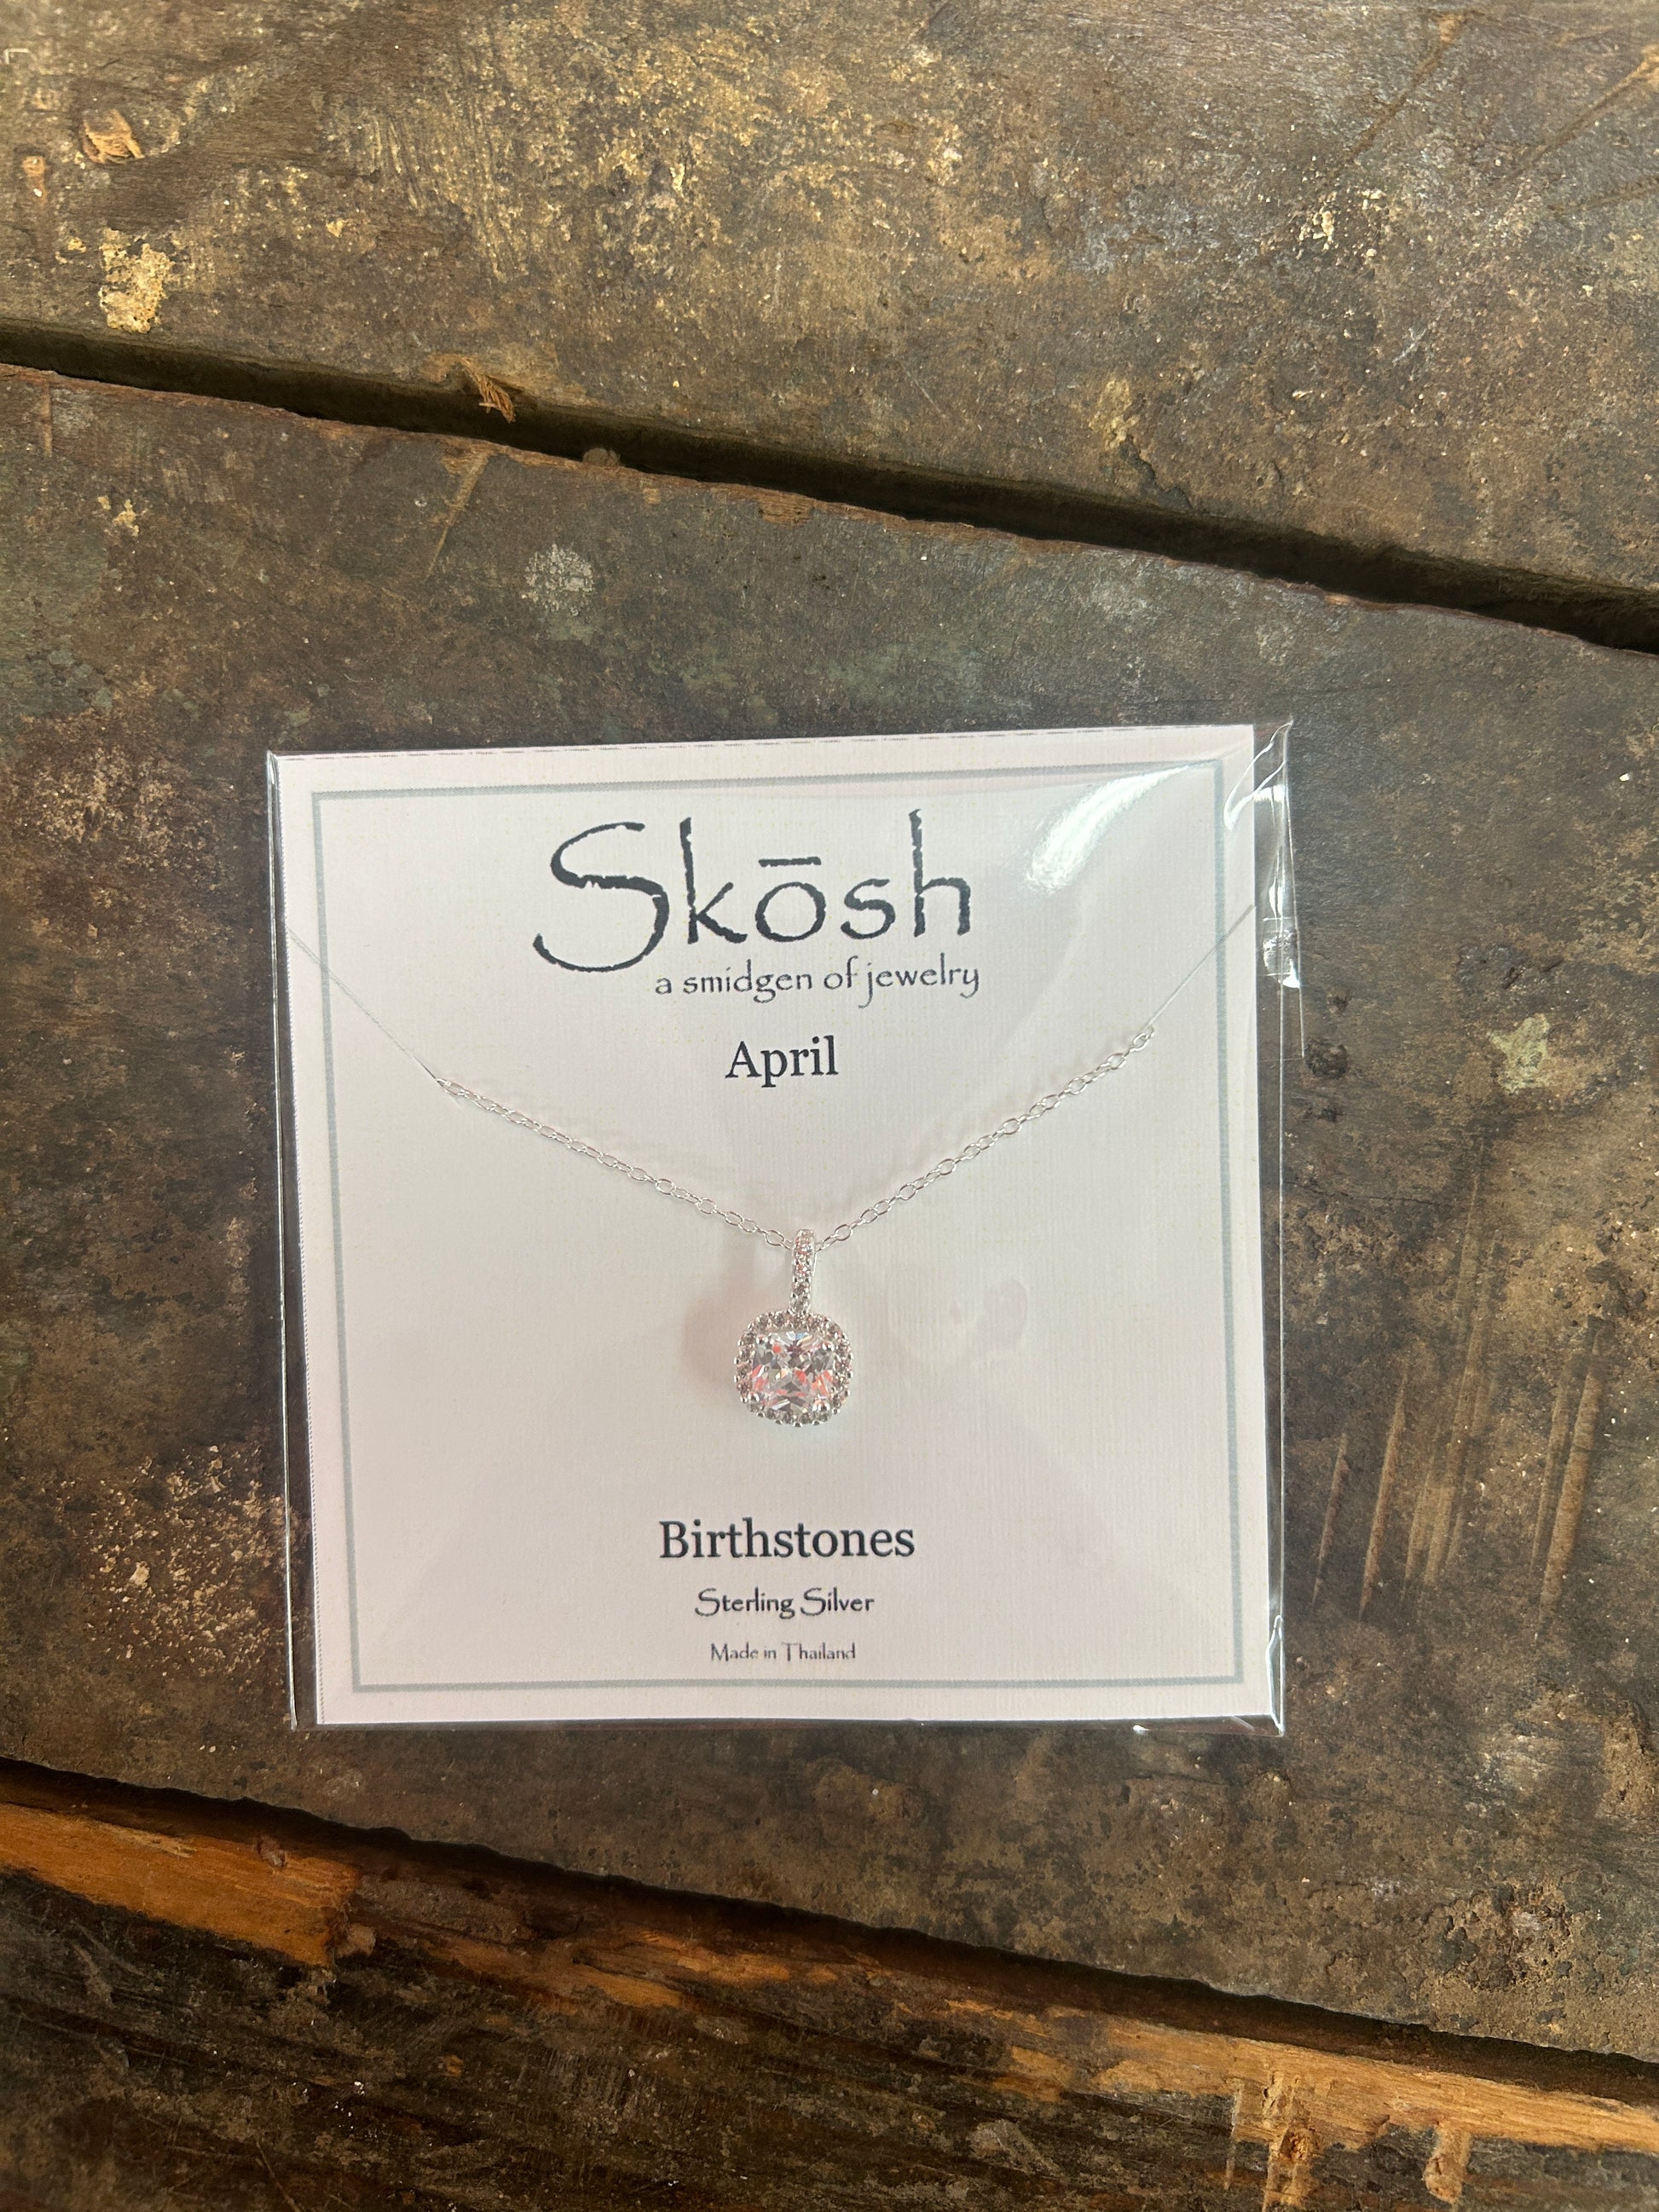 Skōsh
a smidgen of jewelry
April
Birthstones
Sterling Silver
Made in Thailand